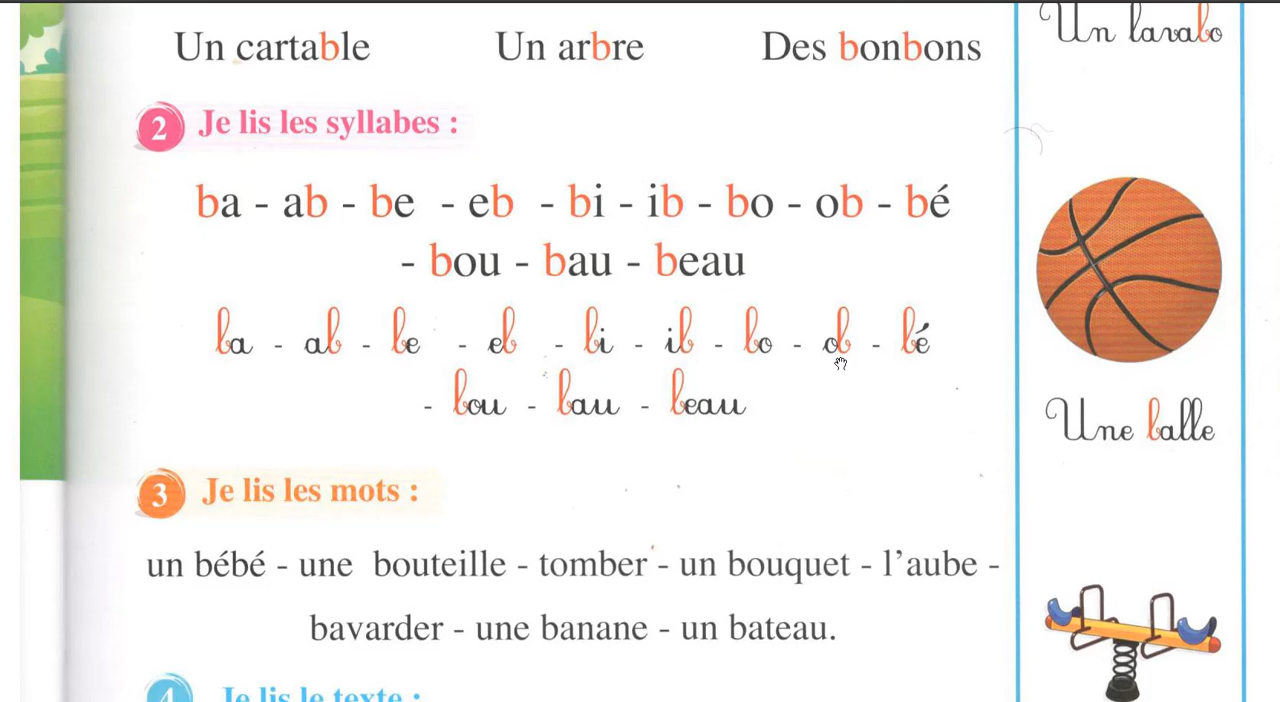 Un cartable Un arbre Des bonbons
2 Je lis les syllabes :
ba - ab - be - eb - bi - ib - bo - ob - bé
- bou - bau - beau
ba - ab - be - eb - bi - ib - bo - ob - bé
- bou - bau - beau
3 Je lis les mots :
un bébé - une bouteille - tomber - un bouquet - l'aube -
bavarder - une banane - un bateau.
4 Je lis le texte :
Un lavabo
Une balle